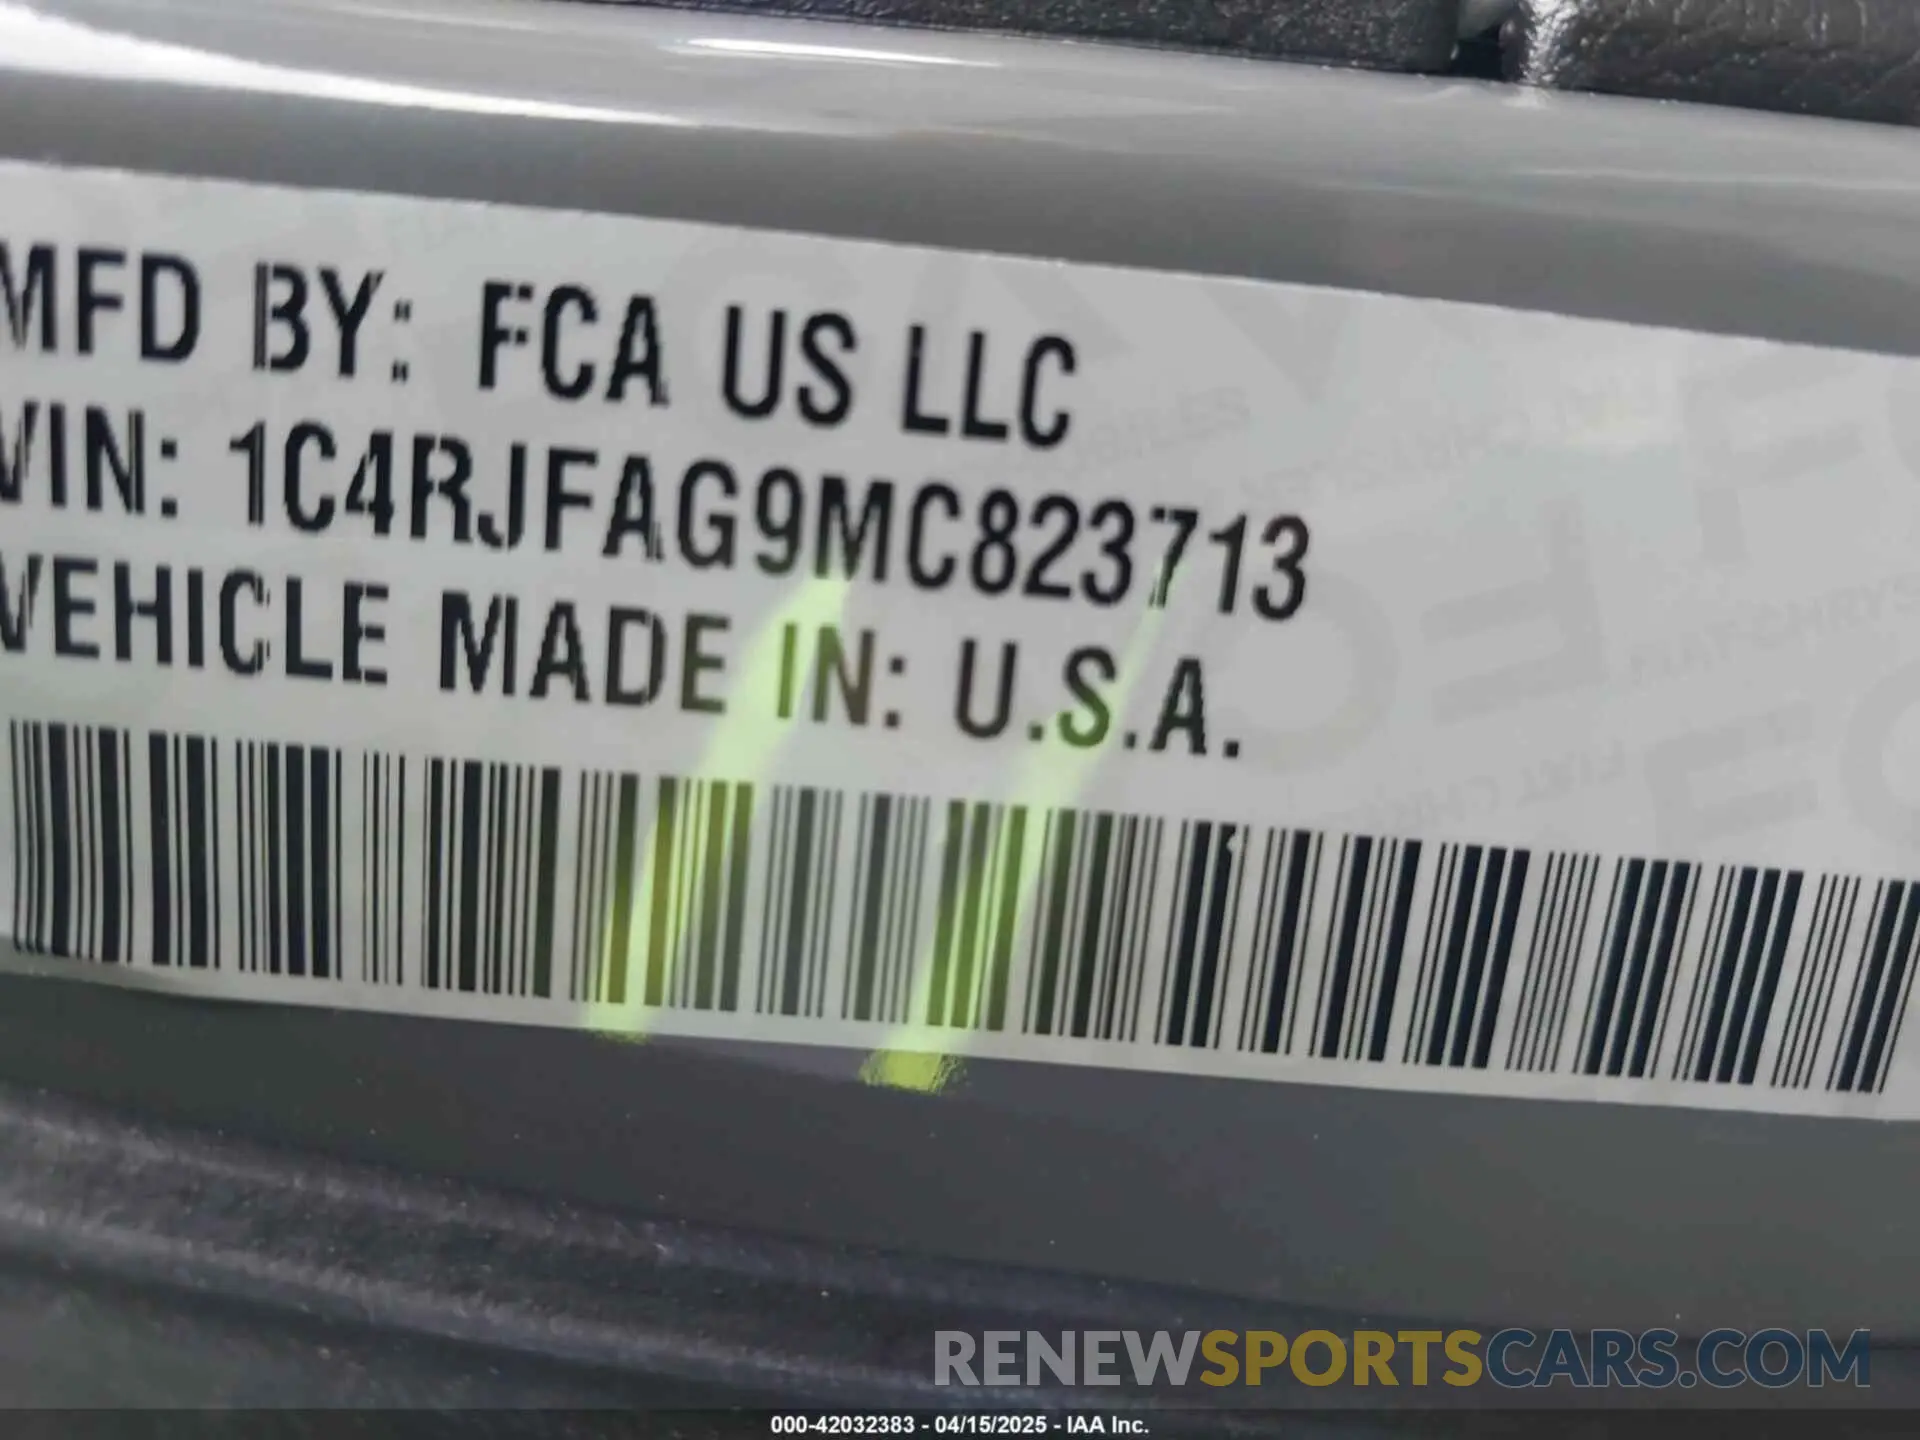 MFD BY: FCA US LLC
VIN: 1C4RJFAG9MC823713
VEHICLE MADE IN: U.S.A.
RENEWSPORTSCARS.COM
000-42032383 - 04/15/2025 - IAA Inc.